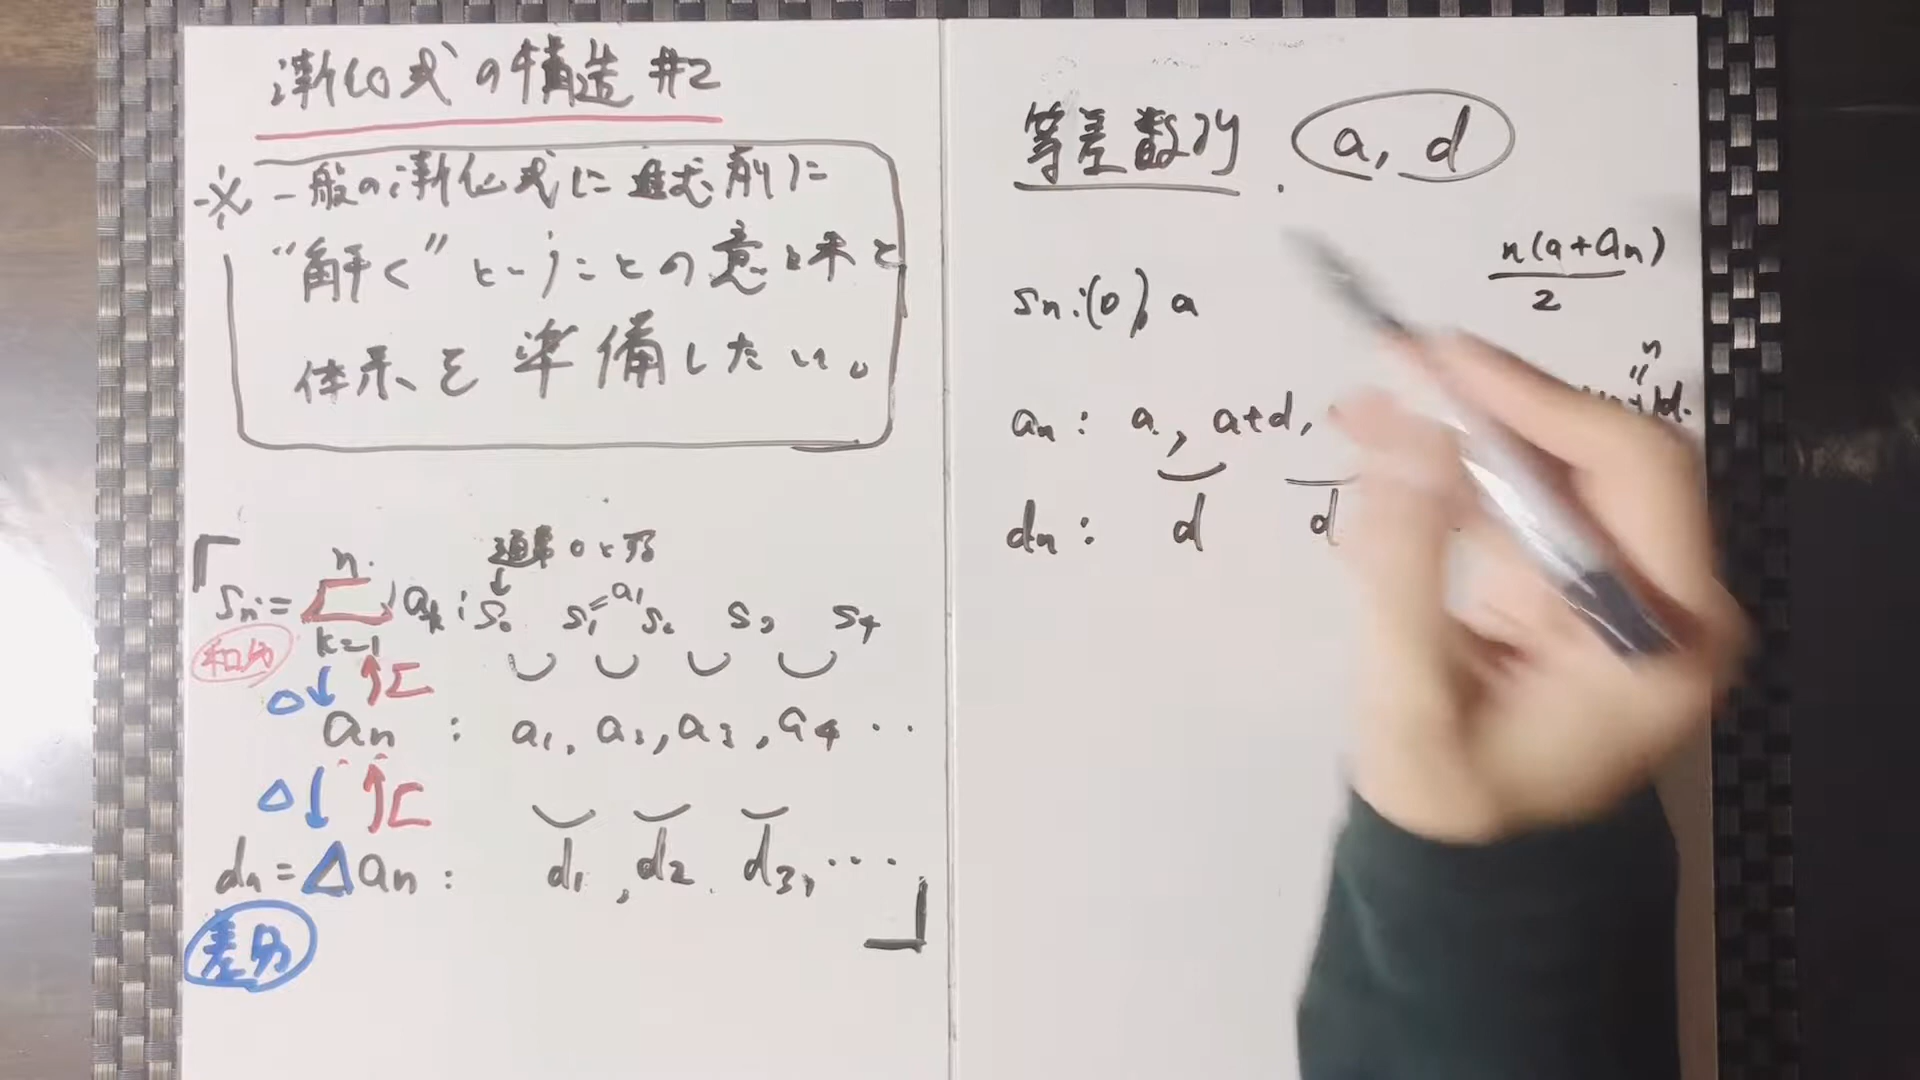 漸化式の構造 #2
※ 一般の漸化式に進む前に
“解く”ということの意味と
体系を準備したい。
通常0とする
↓
Sn := Σ ak : S0 S1=a1 S2 S3 S4
n
k=1
和分
Δ↓ ↑Σ
an : a1, a2, a3, a4 ...
Δ↓ ↑Σ
dn = Δan : d1, d2, d3, ...
差分
等差数列. a, d
n(a+an)
2
Sn:(0) a
n
"
an : a, a+d,
d.
dn : d d